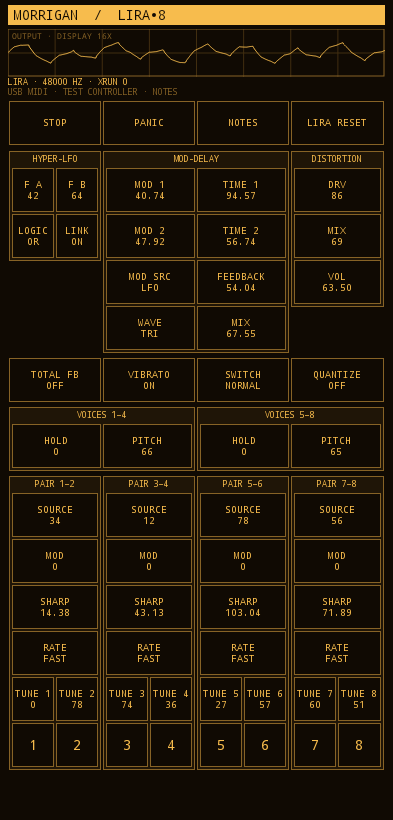 MORRIGAN / LIRA•8
OUTPUT · DISPLAY 16X
LIRA · 48000 HZ · XRUN 0
USB MIDI · TEST CONTROLLER · NOTES
STOP PANIC NOTES LIRA RESET
HYPER-LFO MOD-DELAY DISTORTION
F A F B MOD 1 TIME 1 DRV
42 64 40.74 94.57 86
LOGIC LINK MOD 2 TIME 2 MIX
OR ON 47.92 56.74 69
MOD SRC FEEDBACK VOL
LFO 54.04 63.50
WAVE MIX
TRI 67.55
TOTAL FB VIBRATO SWITCH QUANTIZE
OFF ON NORMAL OFF
VOICES 1–4 VOICES 5–8
HOLD PITCH HOLD PITCH
0 66 0 65
PAIR 1–2 PAIR 3–4 PAIR 5–6 PAIR 7–8
SOURCE SOURCE SOURCE SOURCE
34 12 78 56
MOD MOD MOD MOD
0 0 0 0
SHARP SHARP SHARP SHARP
14.38 43.13 103.04 71.89
RATE RATE RATE RATE
FAST FAST FAST FAST
TUNE 1 TUNE 2 TUNE 3 TUNE 4 TUNE 5 TUNE 6 TUNE 7 TUNE 8
0 78 74 36 27 57 60 51
1 2 3 4 5 6 7 8